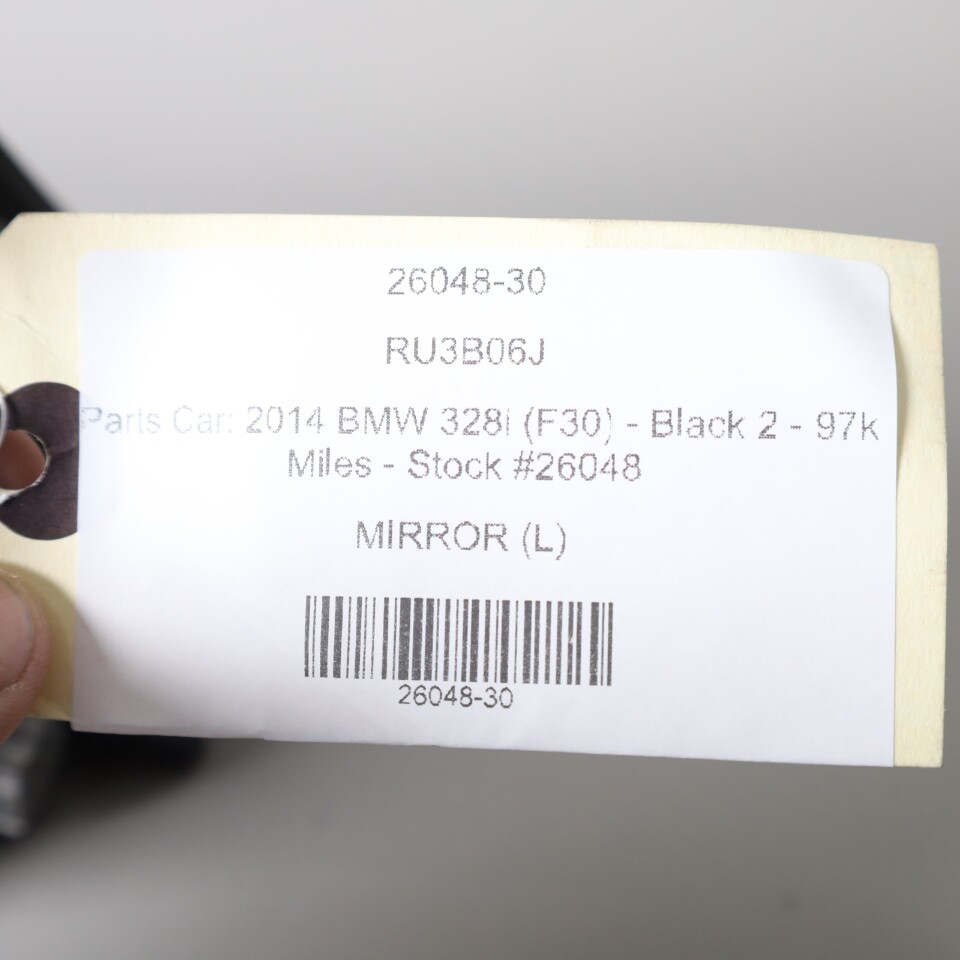 26048-30
RU3B06J
Parts Car: 2014 BMW 328i (F30) - Black 2 - 97k
Miles - Stock #26048
MIRROR (L)
26048-30